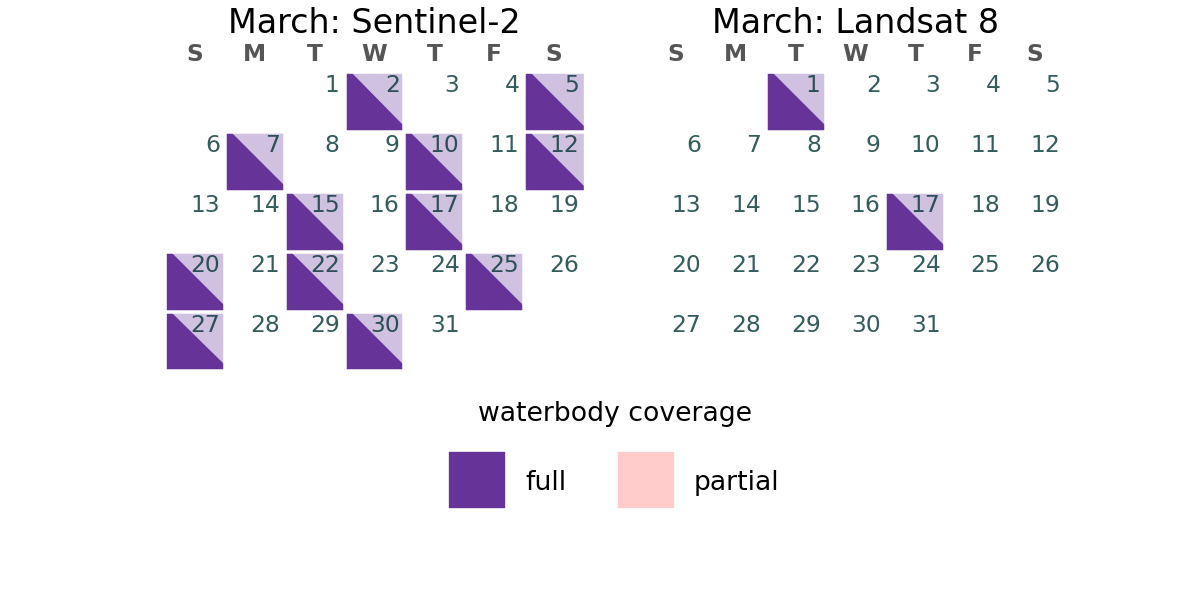 March: Sentinel-2
S M T W T F S
1 2 3 4 5
6 7 8 9 10 11 12
13 14 15 16 17 18 19
20 21 22 23 24 25 26
27 28 29 30 31
March: Landsat 8
S M T W T F S
1 2 3 4 5
6 7 8 9 10 11 12
13 14 15 16 17 18 19
20 21 22 23 24 25 26
27 28 29 30 31
waterbody coverage
full partial